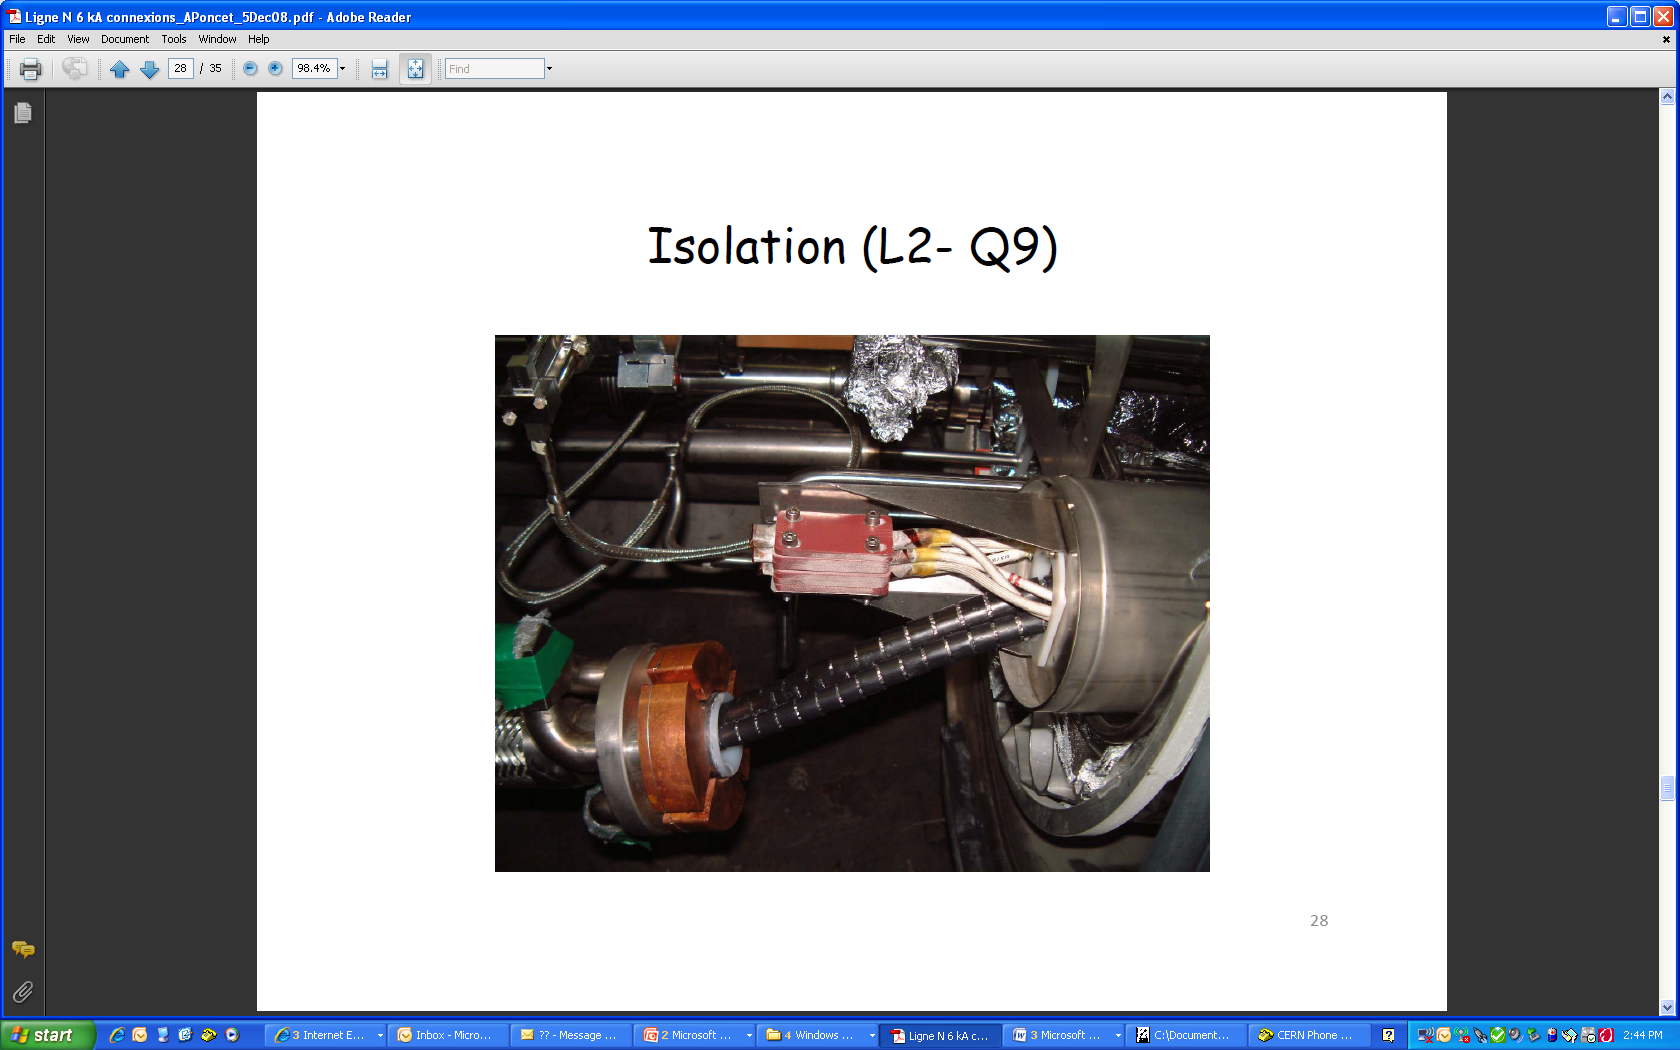 Ligne N 6 kA connexions_APoncet_5Dec08.pdf - Adobe Reader
File Edit View Document Tools Window Help
28 / 35 98.4% Find
Isolation (L2- Q9)
28
start 3 Internet E... Inbox - Micro... ?? - Message ... 2 Microsoft ... 4 Windows ... Ligne N 6 kA c... 3 Microsoft ... C:\Document... CERN Phone ... 2:44 PM